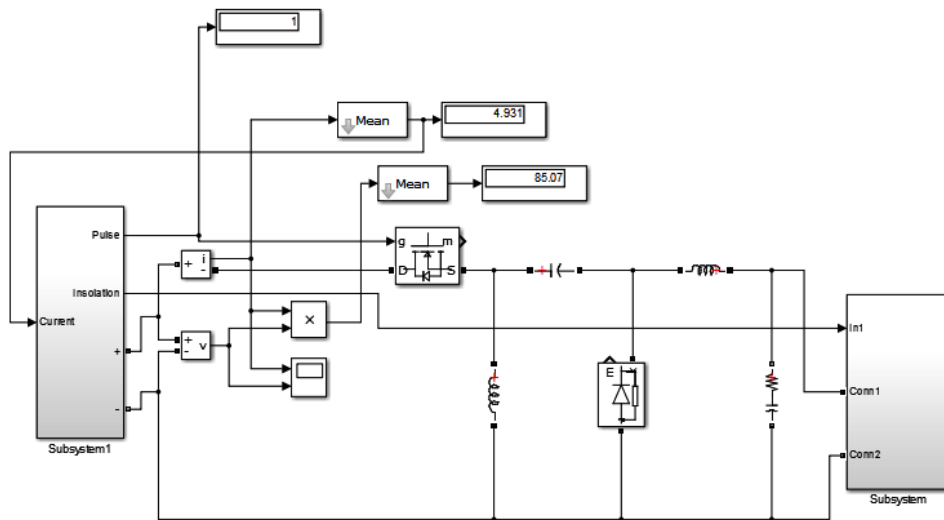 1
Mean
4.931
Mean
85.07
Pulse
g m
D S
+ i
-
Insolation
Current
+
-
+ v
-
×
+
+
+
+
E
In1
Conn1
Conn2
Subsystem1
Subsystem